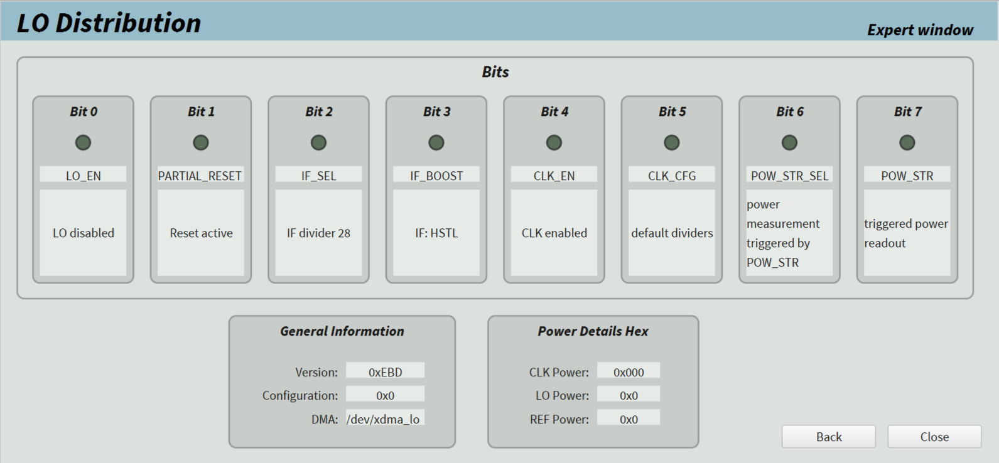 LO Distribution
Expert window
Bits
Bit 0
LO_EN
LO disabled
Bit 1
PARTIAL_RESET
Reset active
Bit 2
IF_SEL
IF divider 28
Bit 3
IF_BOOST
IF: HSTL
Bit 4
CLK_EN
CLK enabled
Bit 5
CLK_CFG
default dividers
Bit 6
POW_STR_SEL
power
measurement
triggered by
POW_STR
Bit 7
POW_STR
triggered power
readout
General Information
Version: 0xEBD
Configuration: 0x0
DMA: /dev/xdma_lo
Power Details Hex
CLK Power: 0x000
LO Power: 0x0
REF Power: 0x0
Back
Close